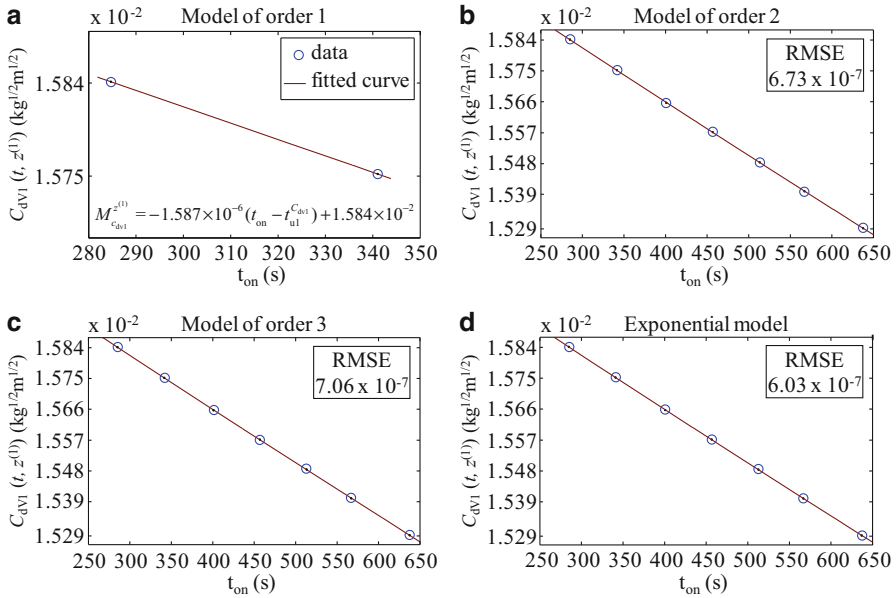 a
x 10⁻²
Model of order 1
C_dV1 (t, z⁽¹⁾) (kg^1/2 m^1/2)
1.584
1.575
data
fitted curve
M_{c_dv1}^{z⁽¹⁾} = −1.587×10⁻⁶ (t_on − t_u1^{C_dv1}) + 1.584×10⁻²
280 290 300 310 320 330 340 350
t_on (s)
b
x 10⁻²
Model of order 2
C_dV1 (t, z⁽¹⁾) (kg^1/2 m^1/2)
1.584
1.575
1.566
1.557
1.548
1.539
1.529
RMSE
6.73 x 10⁻⁷
250 300 350 400 450 500 550 600 650
t_on (s)
c
x 10⁻²
Model of order 3
C_dV1 (t, z⁽¹⁾) (kg^1/2 m^1/2)
1.584
1.575
1.566
1.557
1.548
1.539
1.529
RMSE
7.06 x 10⁻⁷
250 300 350 400 450 500 550 600 650
t_on (s)
d
x 10⁻²
Exponential model
C_dV1 (t, z⁽¹⁾) (kg^1/2 m^1/2)
1.584
1.575
1.566
1.557
1.548
1.539
1.529
RMSE
6.03 x 10⁻⁷
250 300 350 400 450 500 550 600 650
t_on (s)